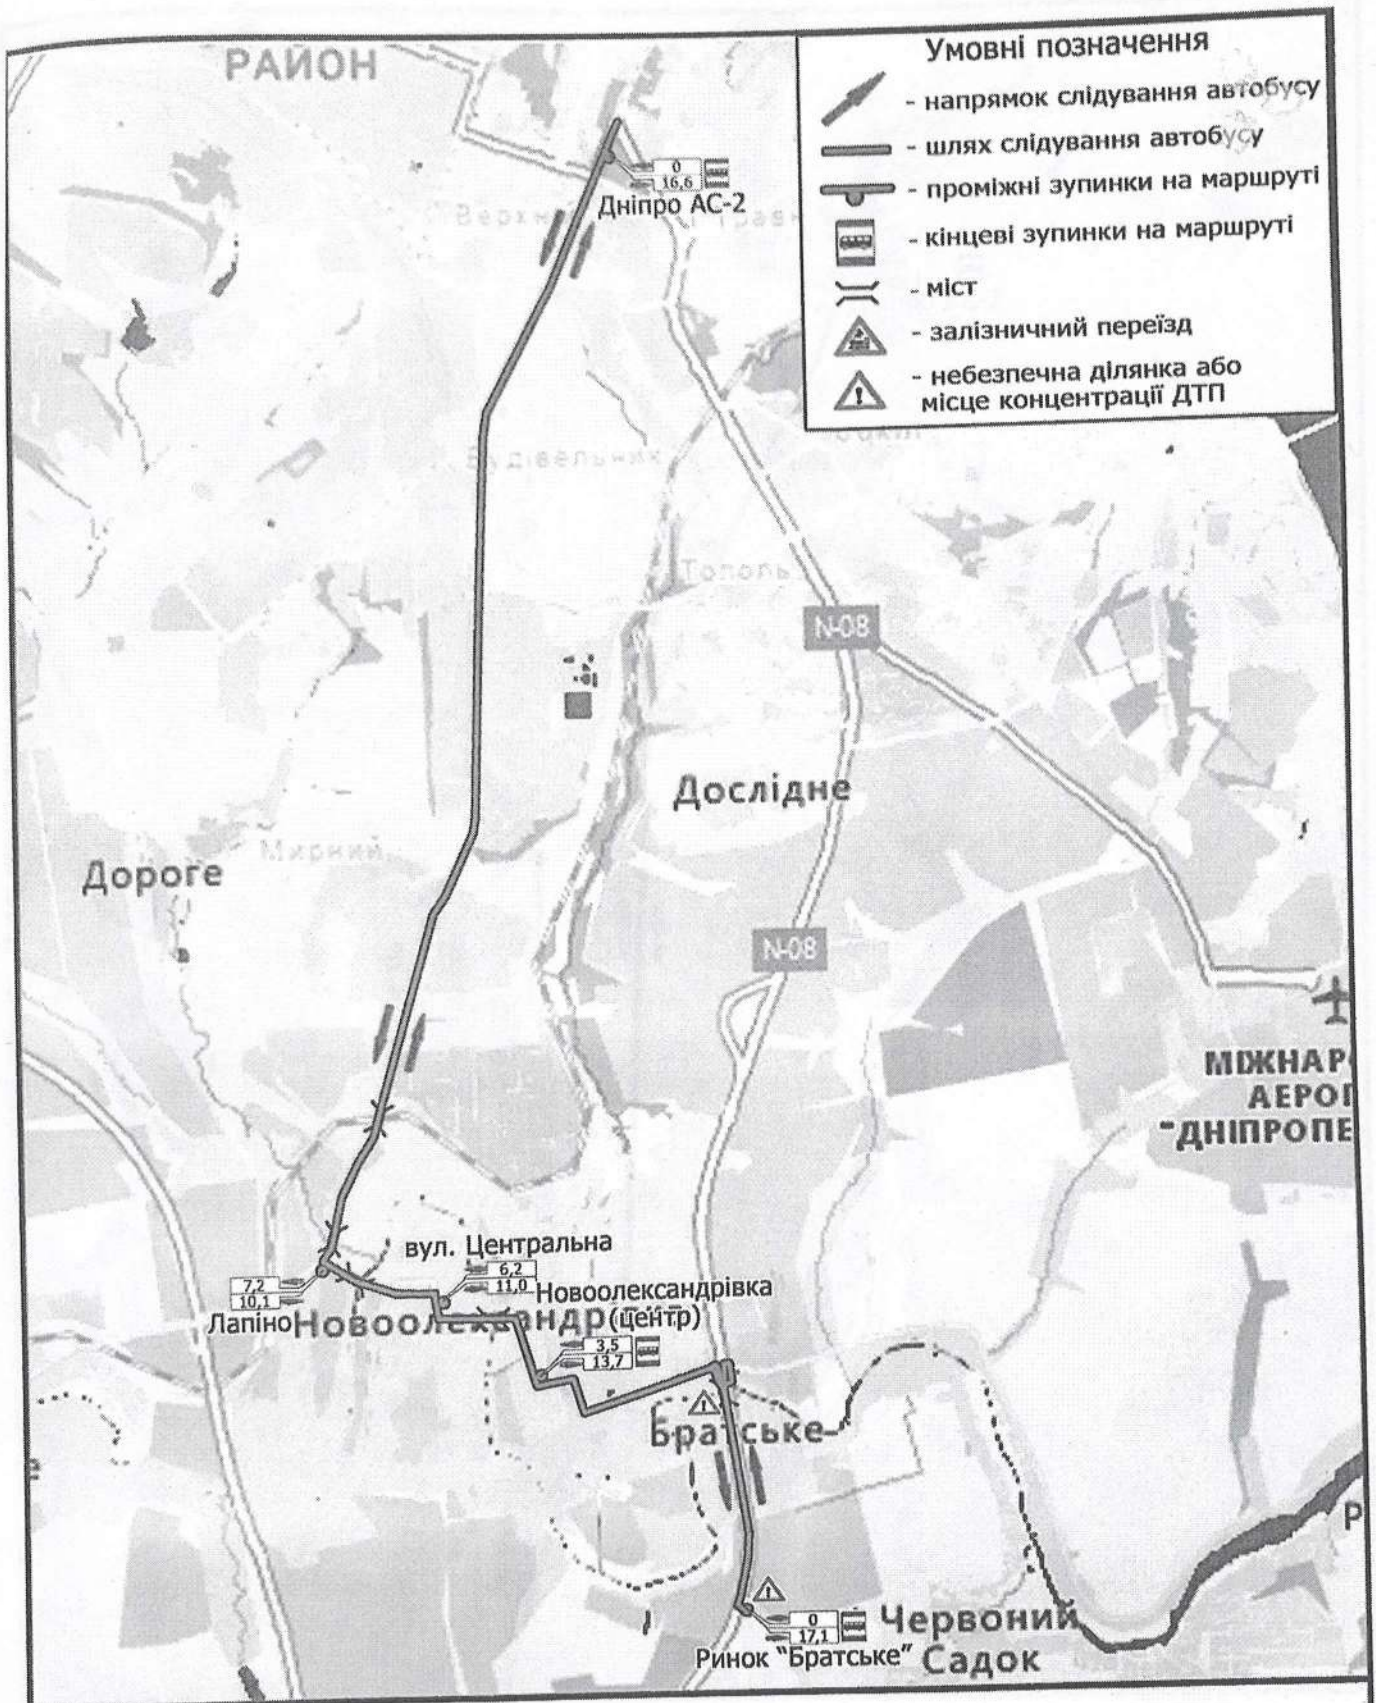 РАЙОН
Умовні позначення
- напрямок слідування автобусу
- шлях слідування автобусу
- проміжні зупинки на маршруті
- кінцеві зупинки на маршруті
- міст
- залізничний переїзд
- небезпечна ділянка або
місце концентрації ДТП
0
16,6
Дніпро АС-2
Будівельник
Тополь
N-08
Дослідне
Мирний
Дороге
N-08
МІЖНАР
АЕРОП
"ДНІПРОПЕ
вул. Центральна
7,2
10,1
Лапіно
6,2
11,0
Новоолександрівка
(центр)
3,5
13,7
Братське
0
17,1
Ринок "Братське"
Червоний
Садок
Р